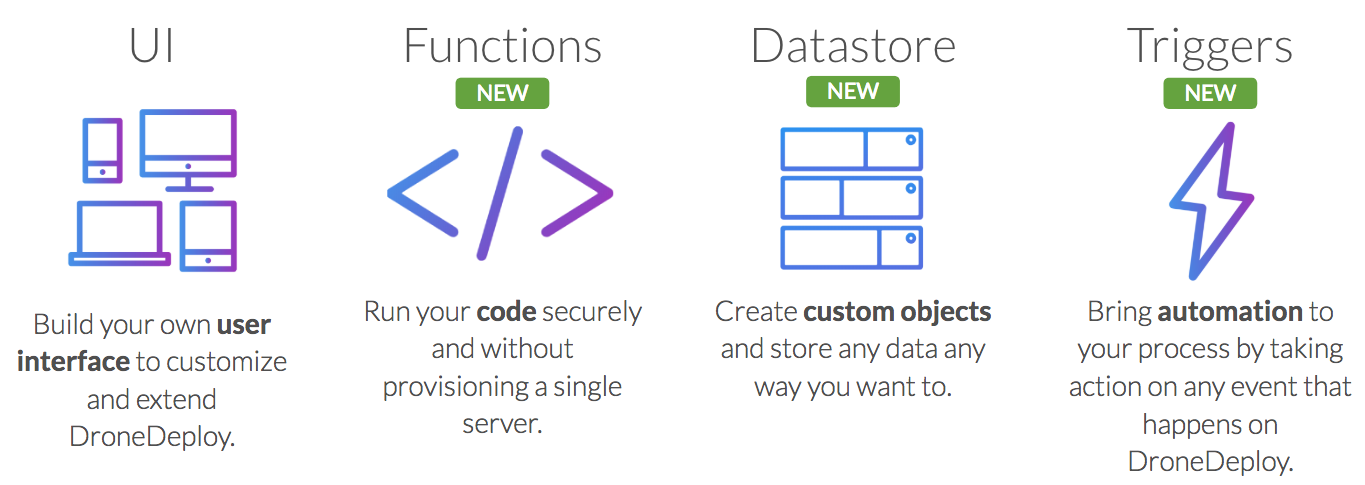 UI
Build your own user
interface to customize
and extend
DroneDeploy.
Functions
NEW
Run your code securely
and without
provisioning a single
server.
Datastore
NEW
Create custom objects
and store any data any
way you want to.
Triggers
NEW
Bring automation to
your process by taking
action on any event that
happens on
DroneDeploy.